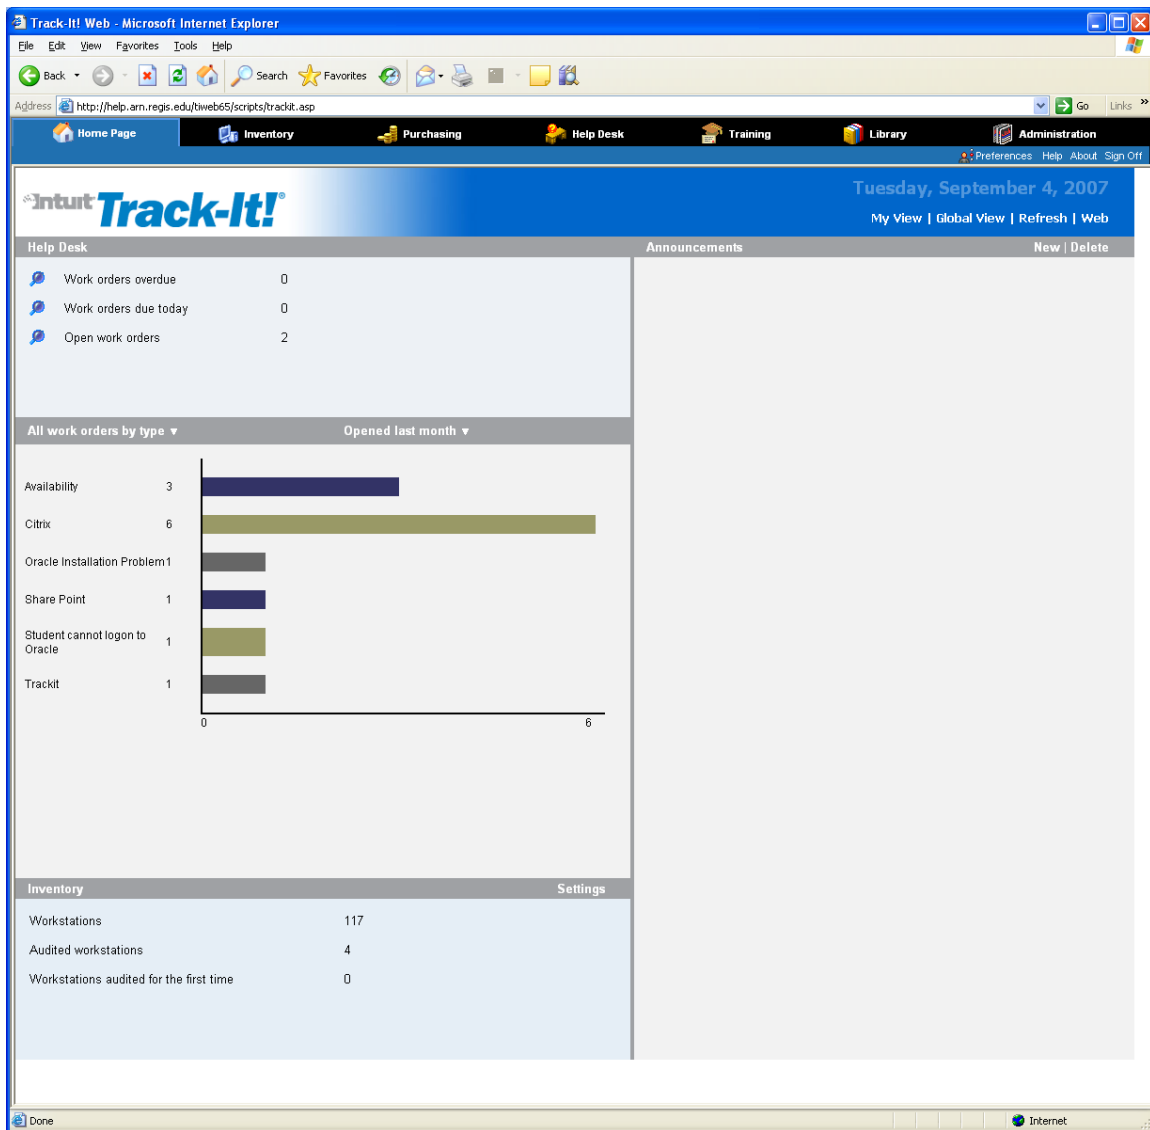 Track-It! Web - Microsoft Internet Explorer
File Edit View Favorites Tools Help
Back Search Favorites
Address http://help.arn.regis.edu/tiweb65/scripts/trackit.asp Go Links »
Home Page Inventory Purchasing Help Desk Training Library Administration
Preferences Help About Sign Off
Intuit Track-It!®
Tuesday, September 4, 2007
My View | Global View | Refresh | Web
Help Desk
Announcements New | Delete
Work orders overdue 0
Work orders due today 0
Open work orders 2
All work orders by type ▼ Opened last month ▼
Availability 3
Citrix 6
Oracle Installation Problem 1
Share Point 1
Student cannot logon to
Oracle 1
Trackit 1
0 6
Inventory Settings
Workstations 117
Audited workstations 4
Workstations audited for the first time 0
Done Internet